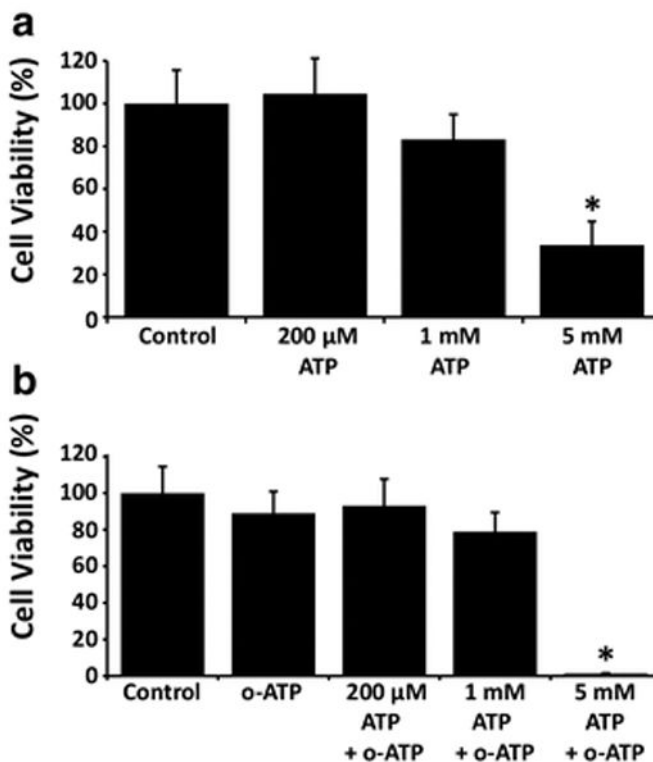 a
Cell Viability (%)
120
100
80
60
40
20
0
*
Control 200 µM 1 mM 5 mM
ATP ATP ATP
b
Cell Viability (%)
120
100
80
60
40
20
0
*
Control o-ATP 200 µM 1 mM 5 mM
ATP ATP ATP
+ o-ATP + o-ATP + o-ATP